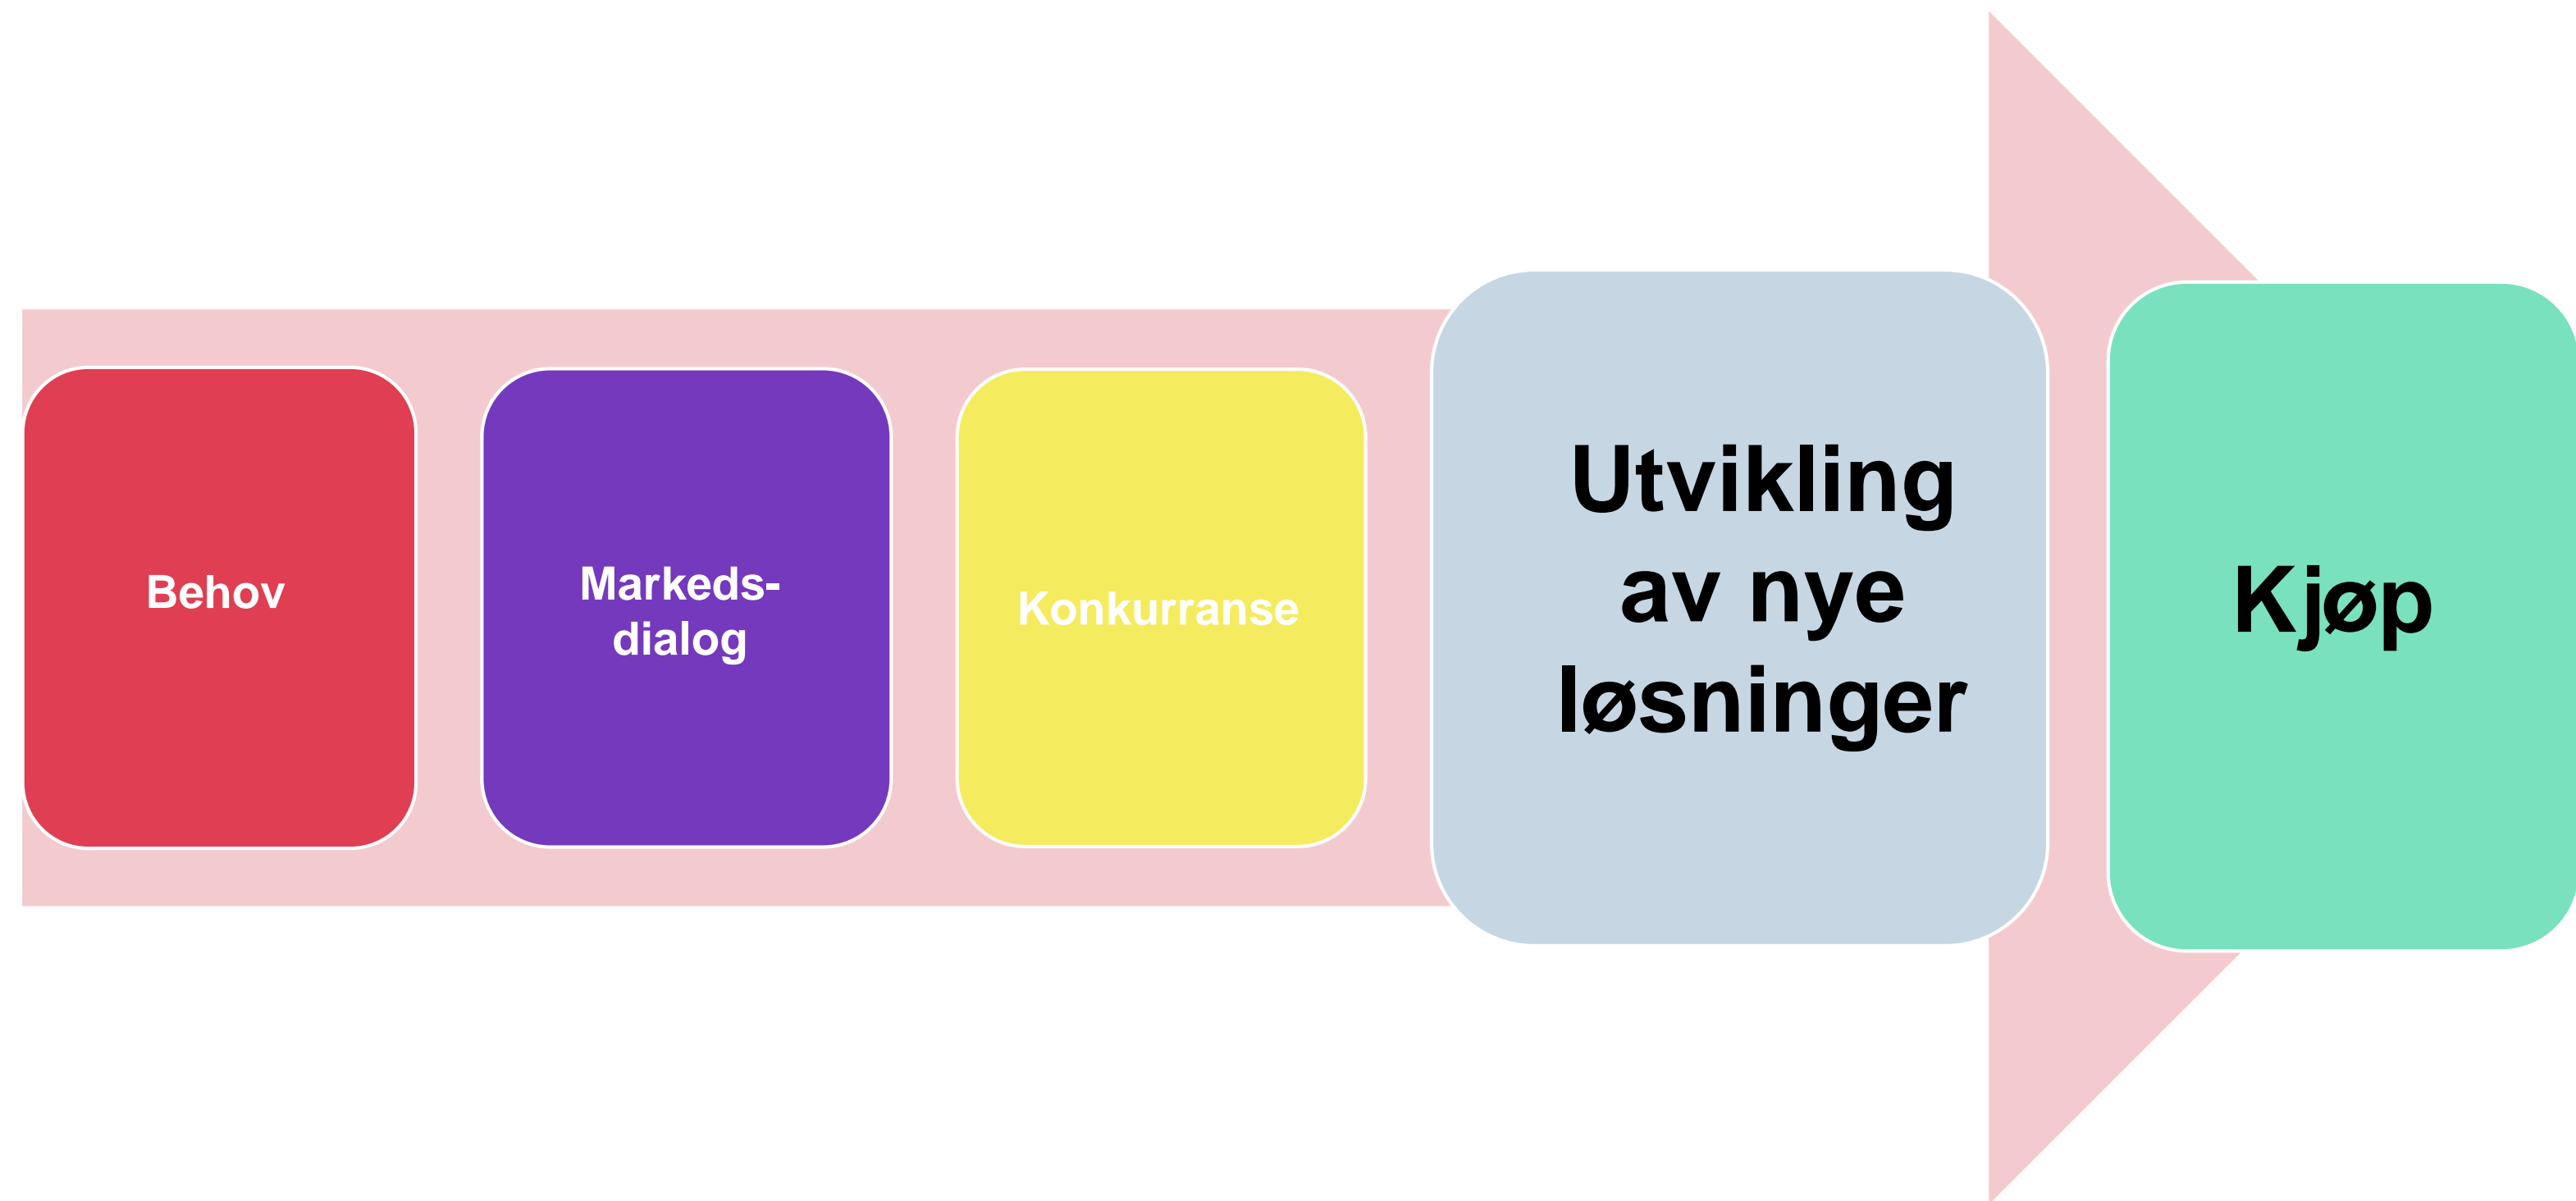 Behov
Markeds-
dialog
Konkurranse
Utvikling
av nye
løsninger
Kjøp